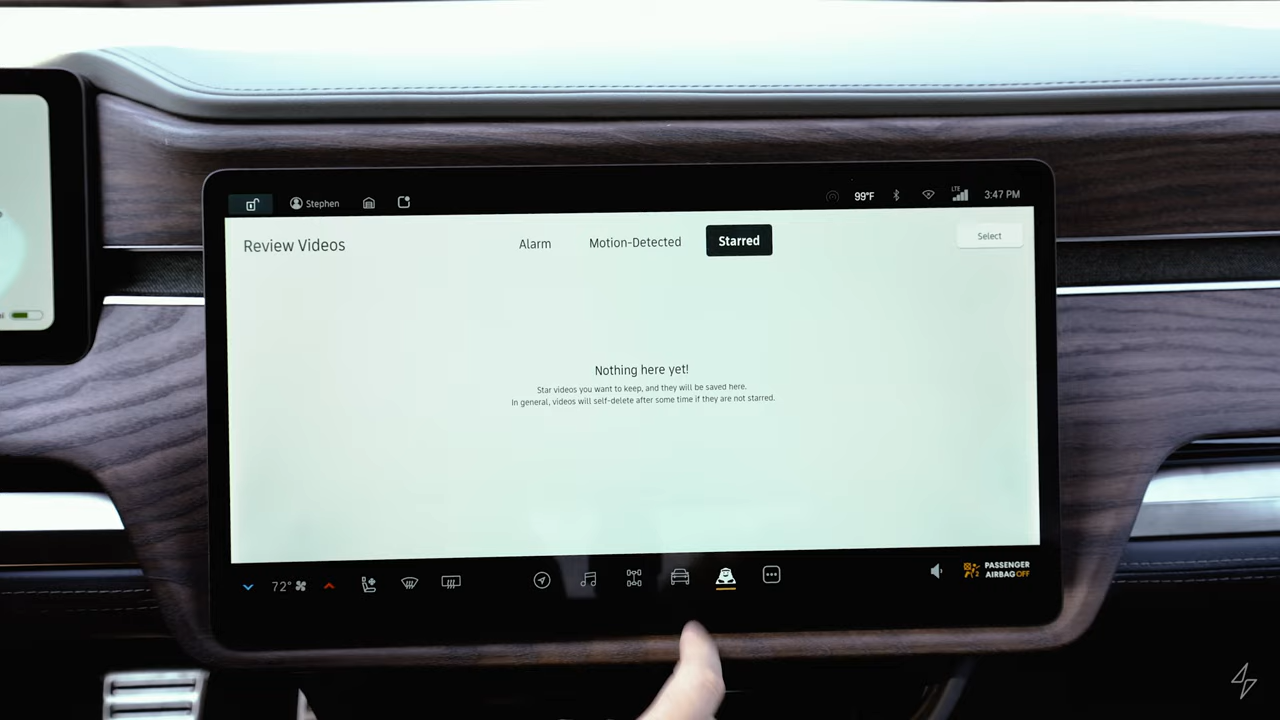 Stephen
99°F
LTE
3:47 PM
Review Videos
Alarm
Motion-Detected
Starred
Select
Nothing here yet!
Star videos you want to keep, and they will be saved here.
In general, videos will self-delete after some time if they are not starred.
72°
PASSENGER
AIRBAG OFF